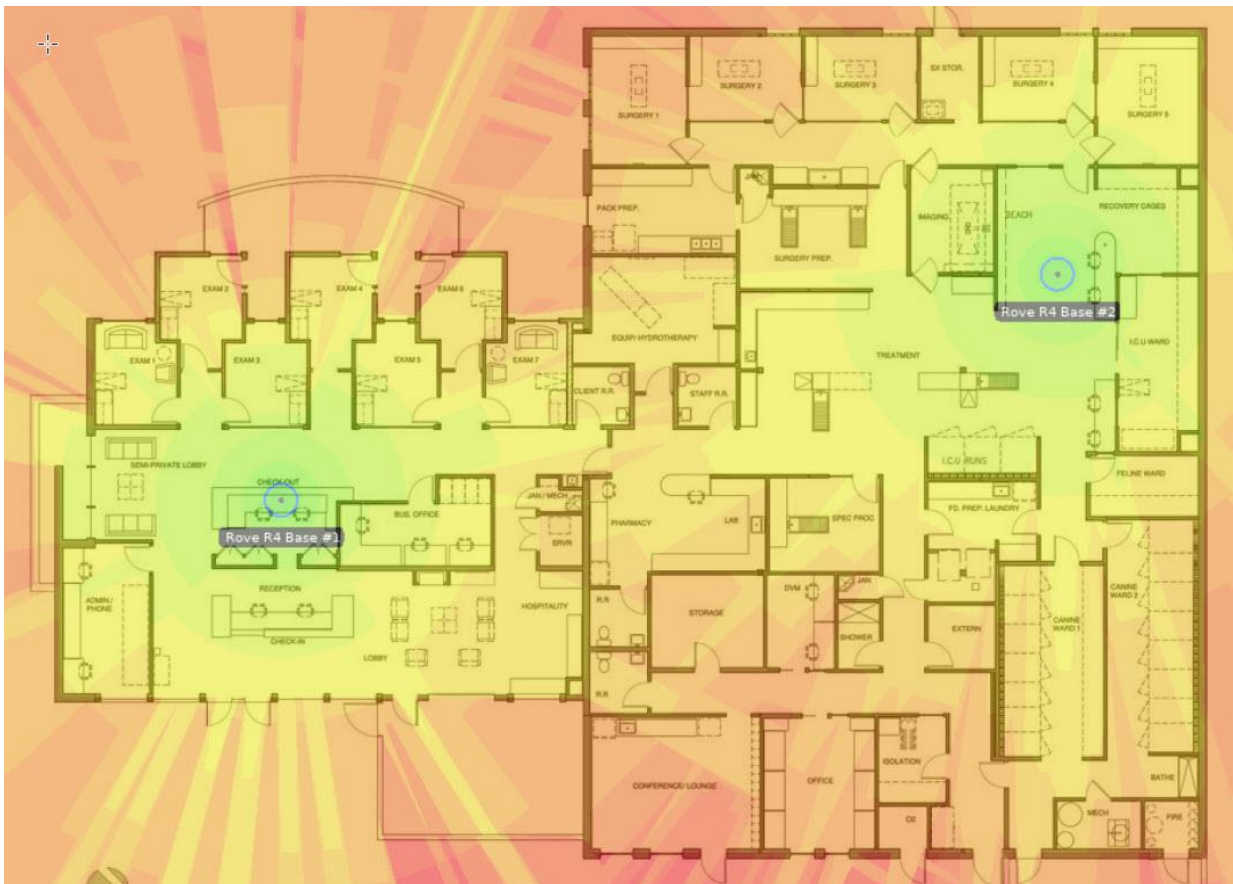 SURGERY 1
SURGERY 2
SURGERY 3
SX STOR.
SURGERY 4
SURGERY 5
PACK PREP.
JAN
SURGERY PREP.
IMAGING
BEACH
RECOVERY CAGES
Rove R4 Base #2
EXAM 2
EXAM 4
EXAM 6
EXAM 1
EXAM 3
EXAM 5
EXAM 7
EQUIP/ HYDROTHERAPY
TREATMENT
I.C.U WARD
CLIENT R.R.
STAFF R.R.
SEMI-PRIVATE LOBBY
CHECK-OUT
Rove R4 Base #1
BUS. OFFICE
JAN./ MECH
SRVR
I.C.U RUNS
FELINE WARD
PHARMACY
LAB
SPEC PROC
FD. PREP.
LAUNDRY
ADMIN./
PHONE
RECEPTION
CHECK-IN
LOBBY
HOSPITALITY
R.R
STORAGE
DVM
JAN
SHOWER
EXTERN
CANINE
WARD 1
CANINE
WARD 2
R.R
CONFERENCE/ LOUNGE
OFFICE
ISOLATION
O2
BATHE
MECH
FIRE